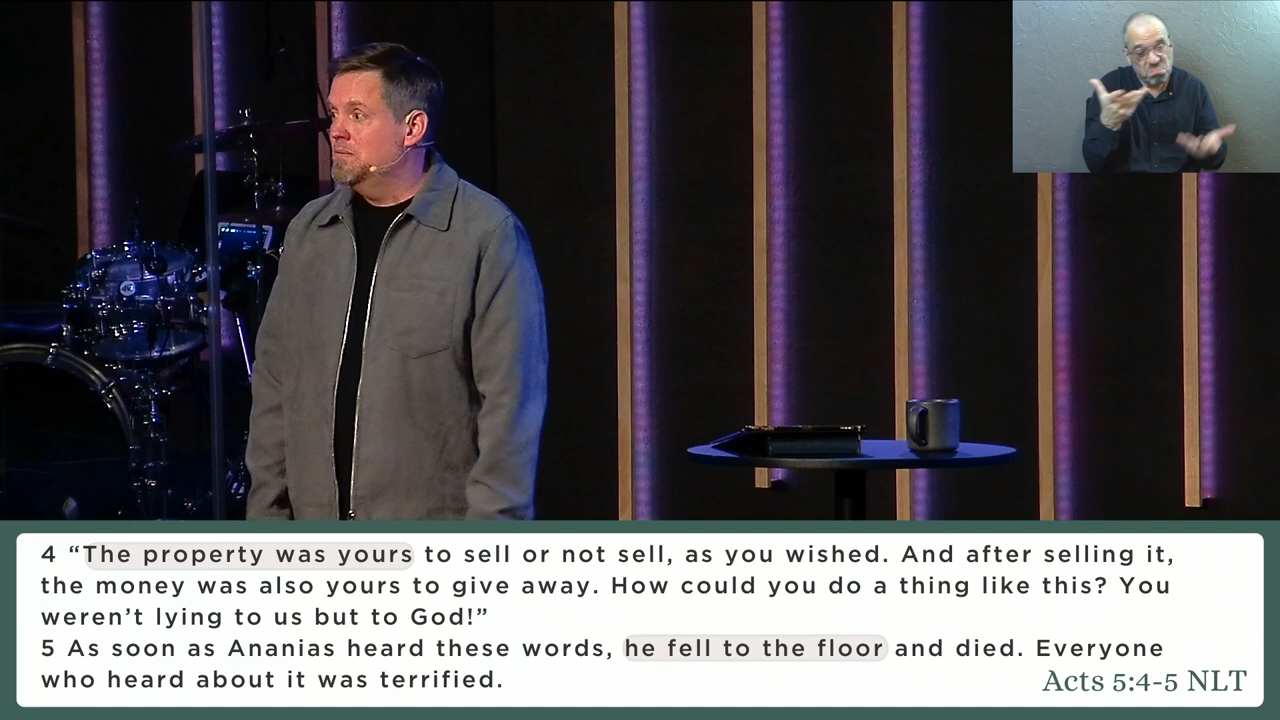 4 “The property was yours to sell or not sell, as you wished. And after selling it,
the money was also yours to give away. How could you do a thing like this? You
weren’t lying to us but to God!”
5 As soon as Ananias heard these words, he fell to the floor and died. Everyone
who heard about it was terrified.
Acts 5:4-5 NLT